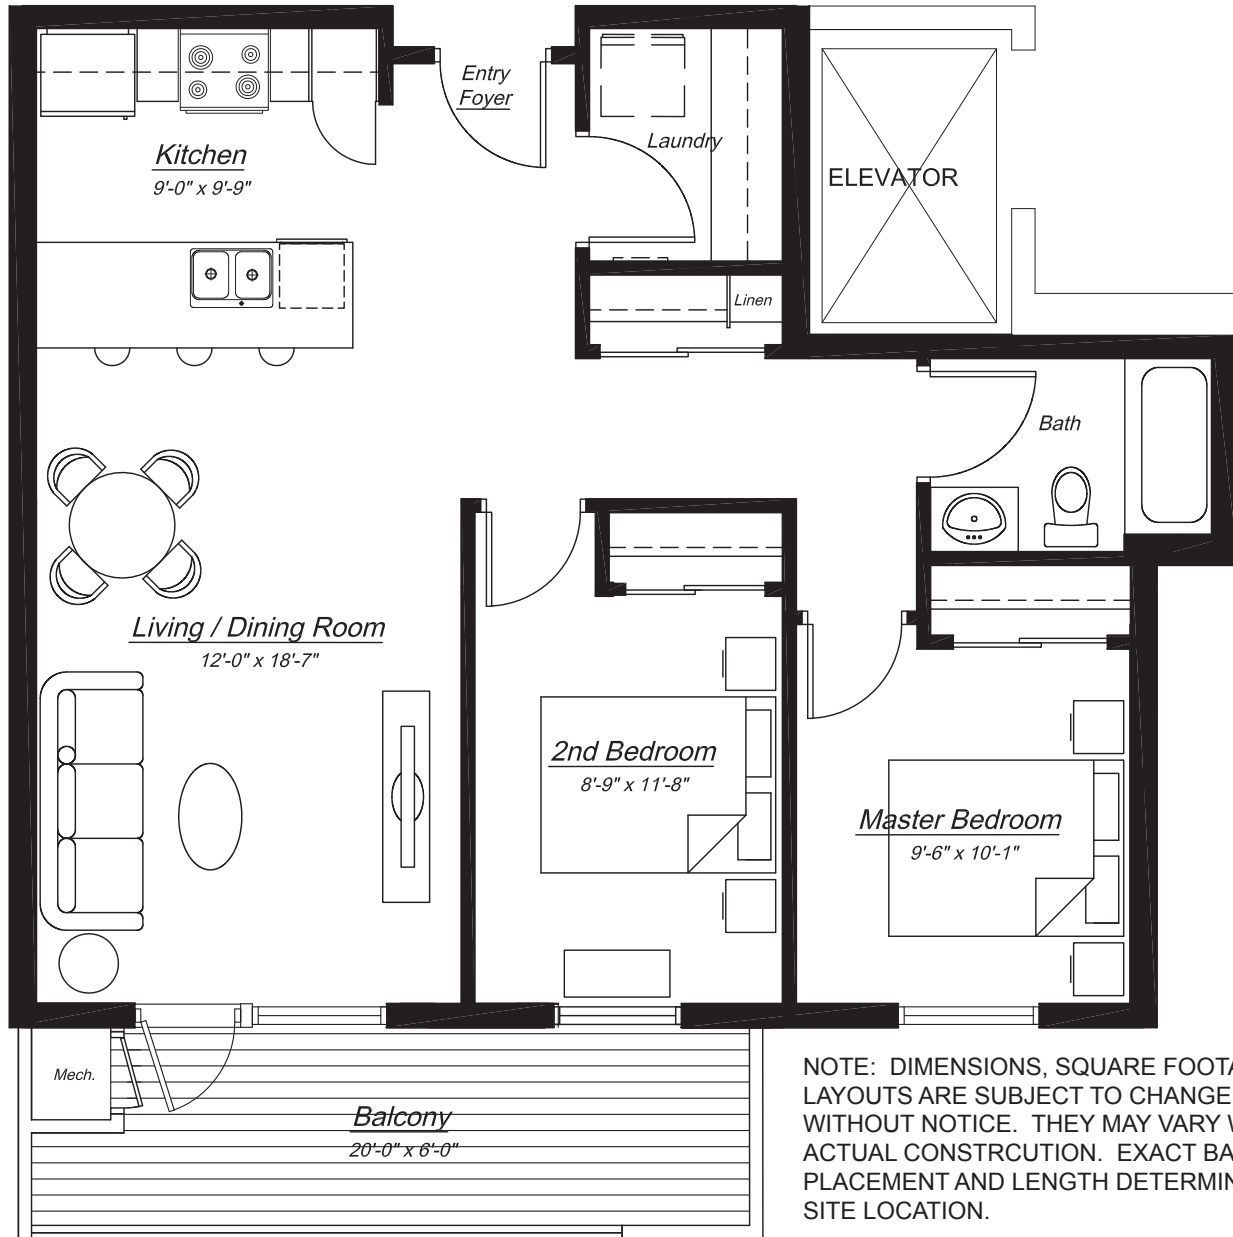 Entry
Foyer
Laundry
Kitchen
9'-0" x 9'-9"
ELEVATOR
Linen
Bath
Living / Dining Room
12'-0" x 18'-7"
2nd Bedroom
8'-9" x 11'-8"
Master Bedroom
9'-6" x 10'-1"
Mech.
Balcony
20'-0" x 6'-0"
NOTE: DIMENSIONS, SQUARE
LAYOUTS ARE SUBJECT TO CHANGE
WITHOUT NOTICE. THEY MAY VARY
ACTUAL CONSTRCUTION. EXACT
PLACEMENT AND LENGTH
SITE LOCATION.